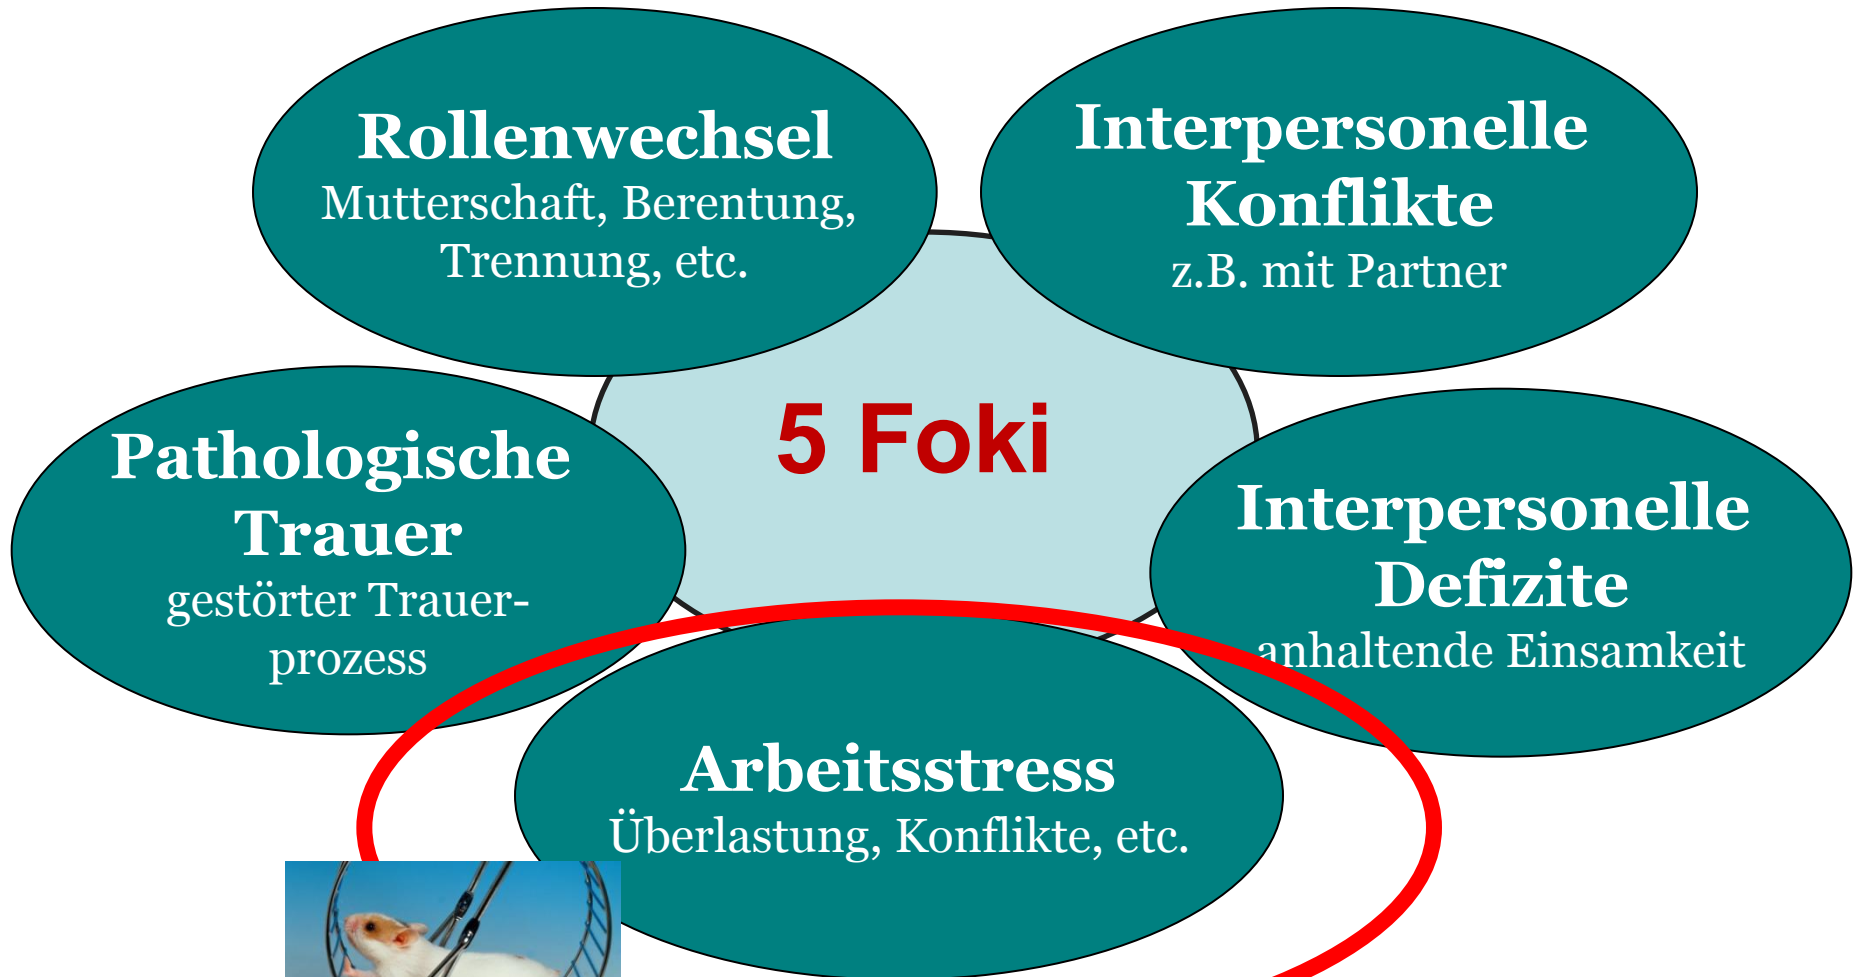 Rollenwechsel
Mutterschaft, Berentung,
Trennung, etc.
Interpersonelle
Konflikte
z.B. mit Partner
5 Foki
Pathologische
Trauer
gestörter Trauer-
prozess
Interpersonelle
Defizite
anhaltende Einsamkeit
Arbeitsstress
Überlastung, Konflikte, etc.